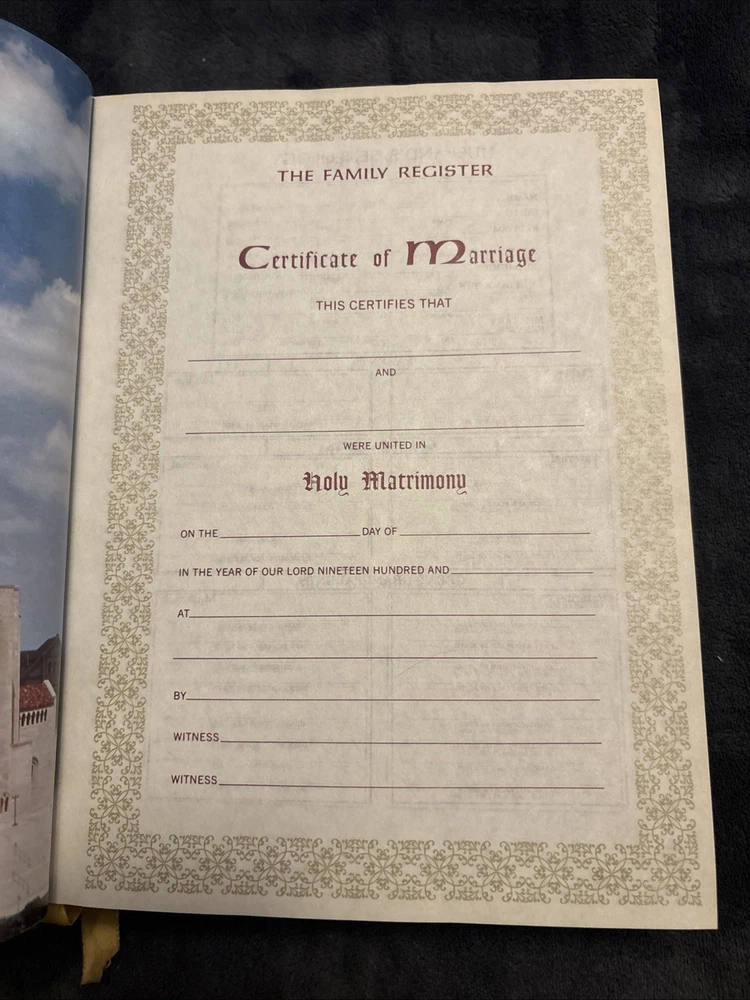 THE FAMILY REGISTER
Certificate of Marriage
THIS CERTIFIES THAT
AND
WERE UNITED IN
Holy Matrimony
ON THE DAY OF
IN THE YEAR OF OUR LORD NINETEEN HUNDRED AND
AT
BY
WITNESS
WITNESS